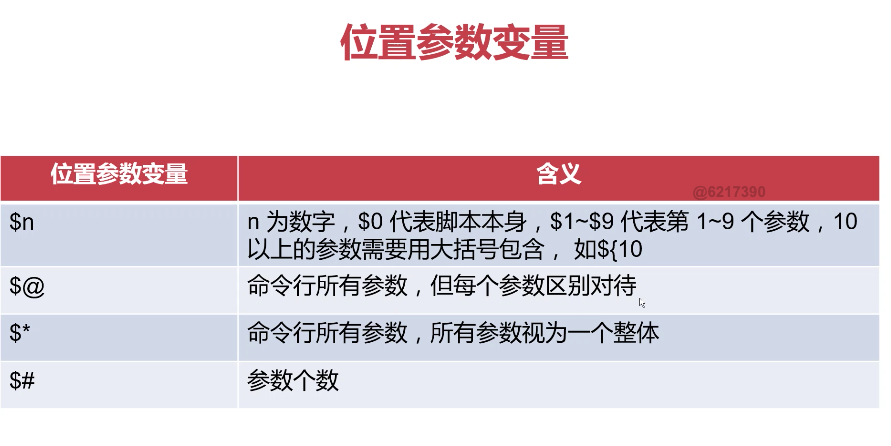 位置参数变量
位置参数变量
含义
@6217390
$n
n 为数字，$0 代表脚本本身，$1~$9 代表第 1~9 个参数，10
以上的参数需要用大括号包含， 如${10
$@
命令行所有参数，但每个参数区别对待
$*
命令行所有参数，所有参数视为一个整体
$#
参数个数